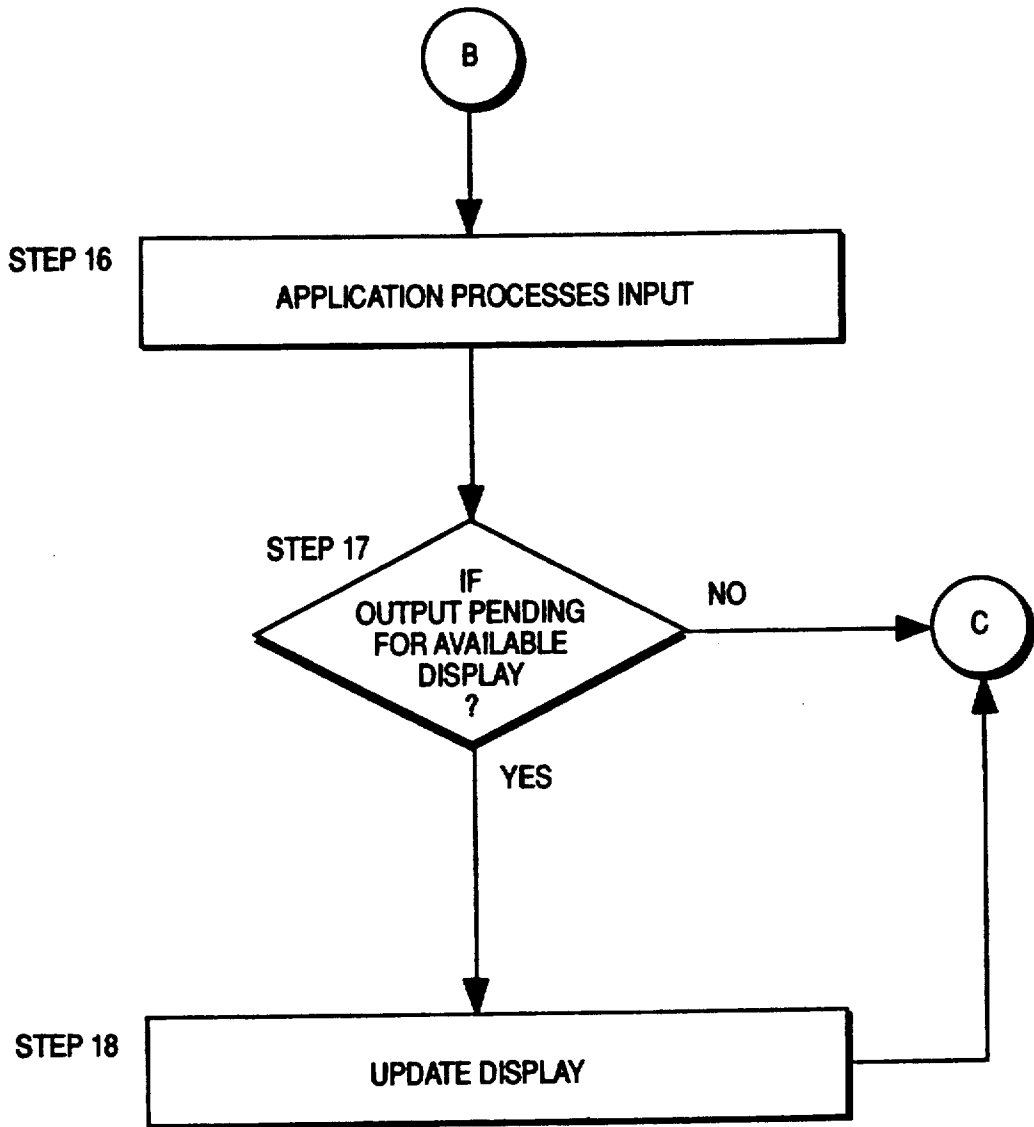 B
STEP 16
APPLICATION PROCESSES INPUT
STEP 17
IF
OUTPUT PENDING
FOR AVAILABLE
DISPLAY
?
NO
C
YES
STEP 18
UPDATE DISPLAY